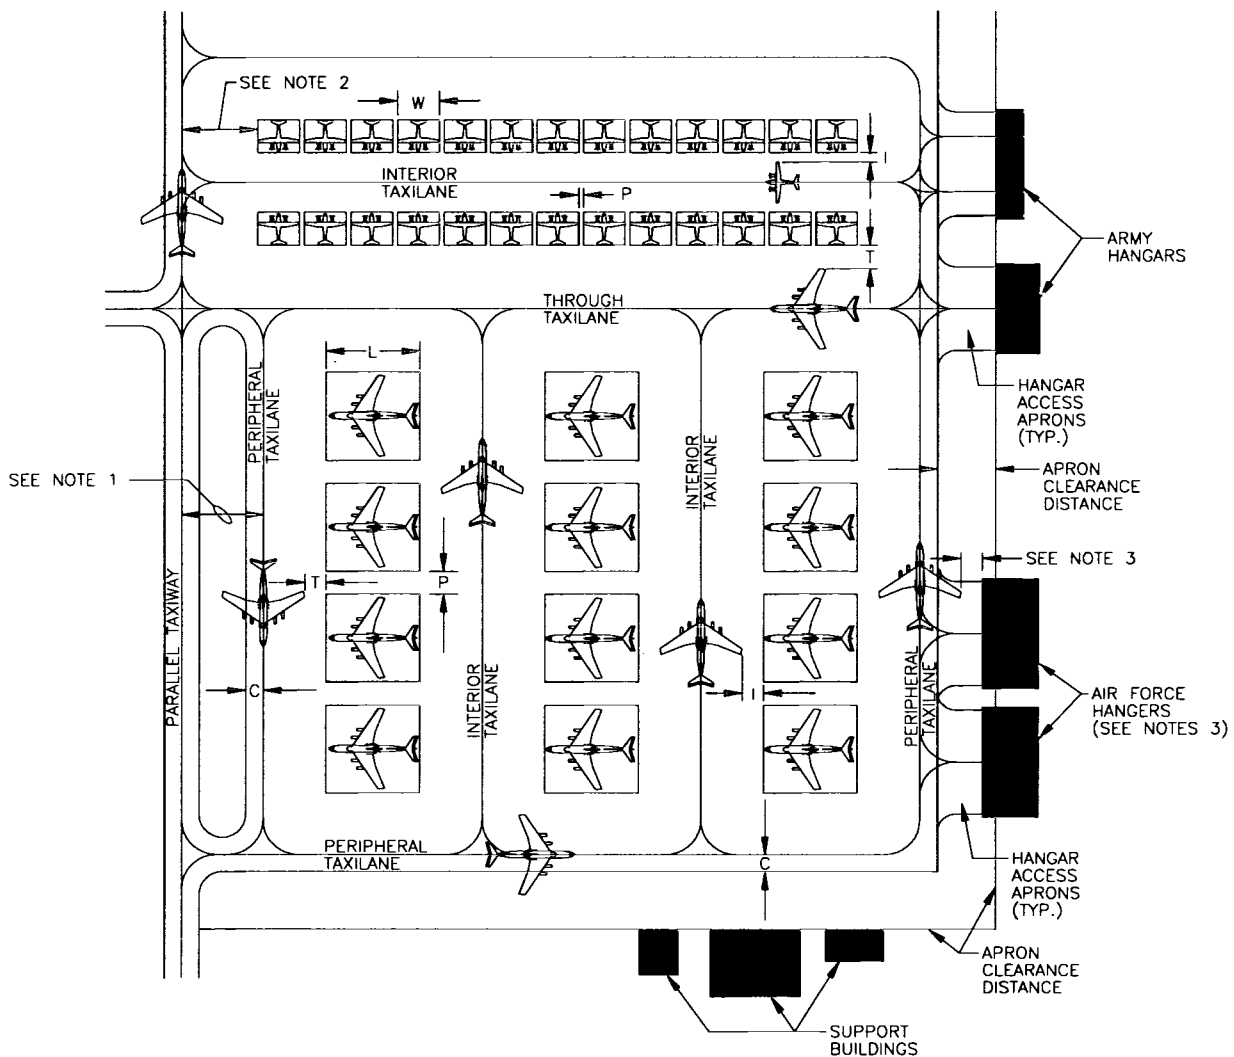 SEE NOTE 2
W
I
INTERIOR
TAXILANE
P
T
ARMY
HANGARS
THROUGH
TAXILANE
L
PERIPHERAL
TAXILANE
HANGAR
ACCESS
APRONS
(TYP.)
INTERIOR
TAXILANE
APRON
CLEARANCE
DISTANCE
SEE NOTE 1
SEE NOTE 3
T
P
PARALLEL TAXIWAY
C
INTERIOR
TAXILANE
I
PERIPHERAL
TAXILANE
AIR FORCE
HANGERS
(SEE NOTES 3)
PERIPHERAL
TAXILANE
C
HANGAR
ACCESS
APRONS
(TYP.)
APRON
CLEARANCE
DISTANCE
SUPPORT
BUILDINGS